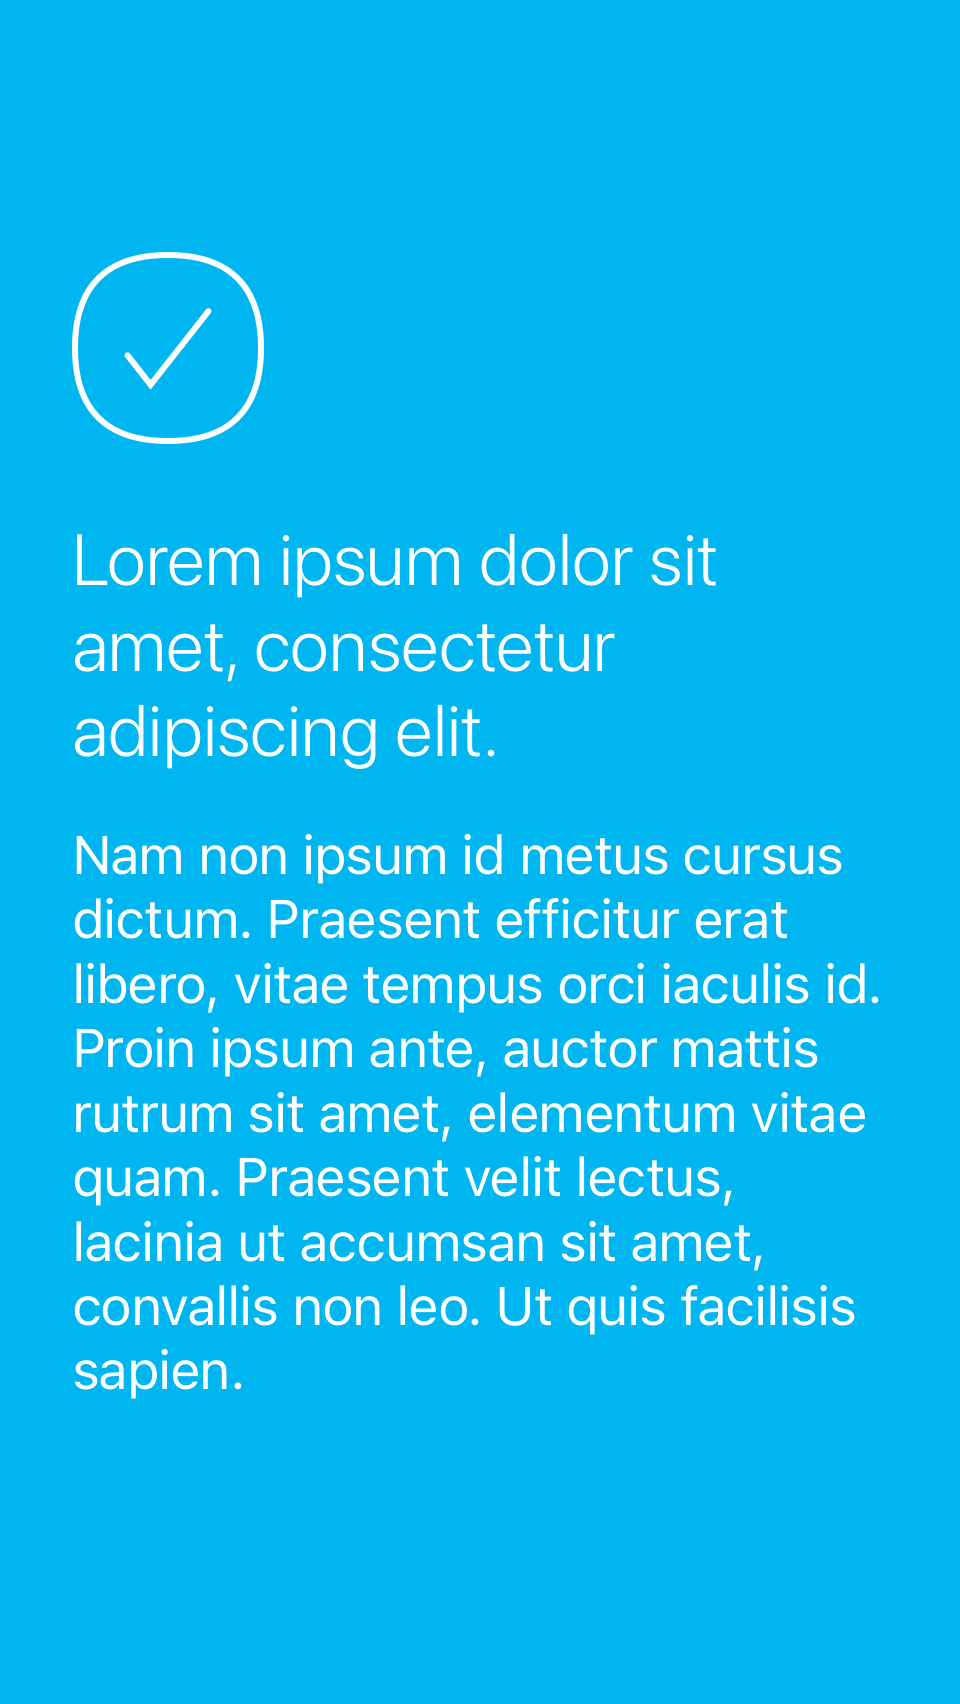 Lorem ipsum dolor sit
amet, consectetur
adipiscing elit.
Nam non ipsum id metus cursus
dictum. Praesent efficitur erat
libero, vitae tempus orci iaculis id.
Proin ipsum ante, auctor mattis
rutrum sit amet, elementum vitae
quam. Praesent velit lectus,
lacinia ut accumsan sit amet,
convallis non leo. Ut quis facilisis
sapien.